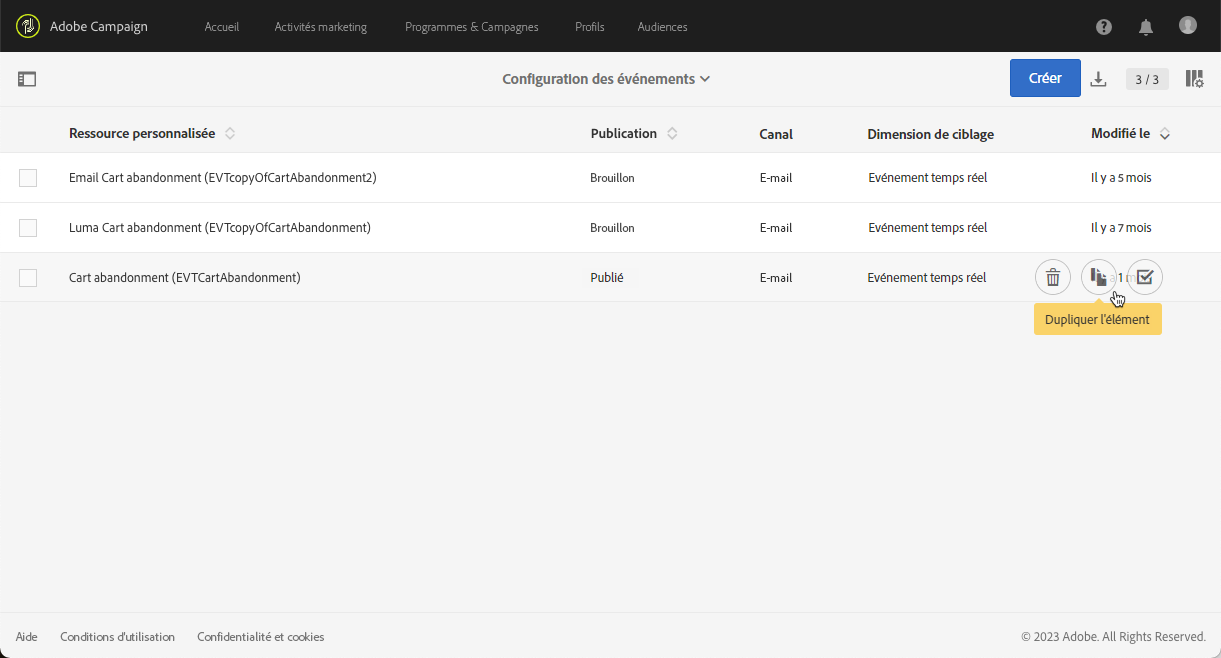 Adobe Campaign Accueil Activités marketing Programmes & Campagnes Profils Audiences
Configuration des événements Créer 3 / 3
Ressource personnalisée Publication Canal Dimension de ciblage Modifié le
Email Cart abandonment (EVTcopyOfCartAbandonment2) Brouillon E-mail Evénement temps réel Il y a 5 mois
Luma Cart abandonment (EVTcopyOfCartAbandonment) Brouillon E-mail Evénement temps réel Il y a 7 mois
Cart abandonment (EVTCartAbandonment) Publié E-mail Evénement temps réel
Dupliquer l'élément
Aide Conditions d'utilisation Confidentialité et cookies © 2023 Adobe. All Rights Reserved.